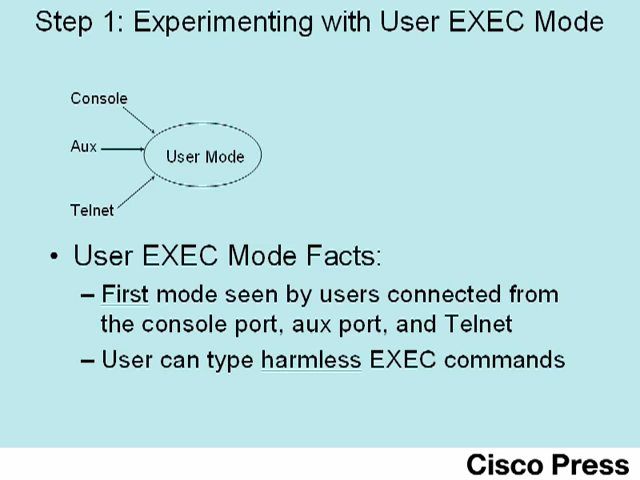 Step 1: Experimenting with User EXEC Mode
Console
Aux
User Mode
Telnet
• User EXEC Mode Facts:
– First mode seen by users connected from
the console port, aux port, and Telnet
– User can type harmless EXEC commands
Cisco Press